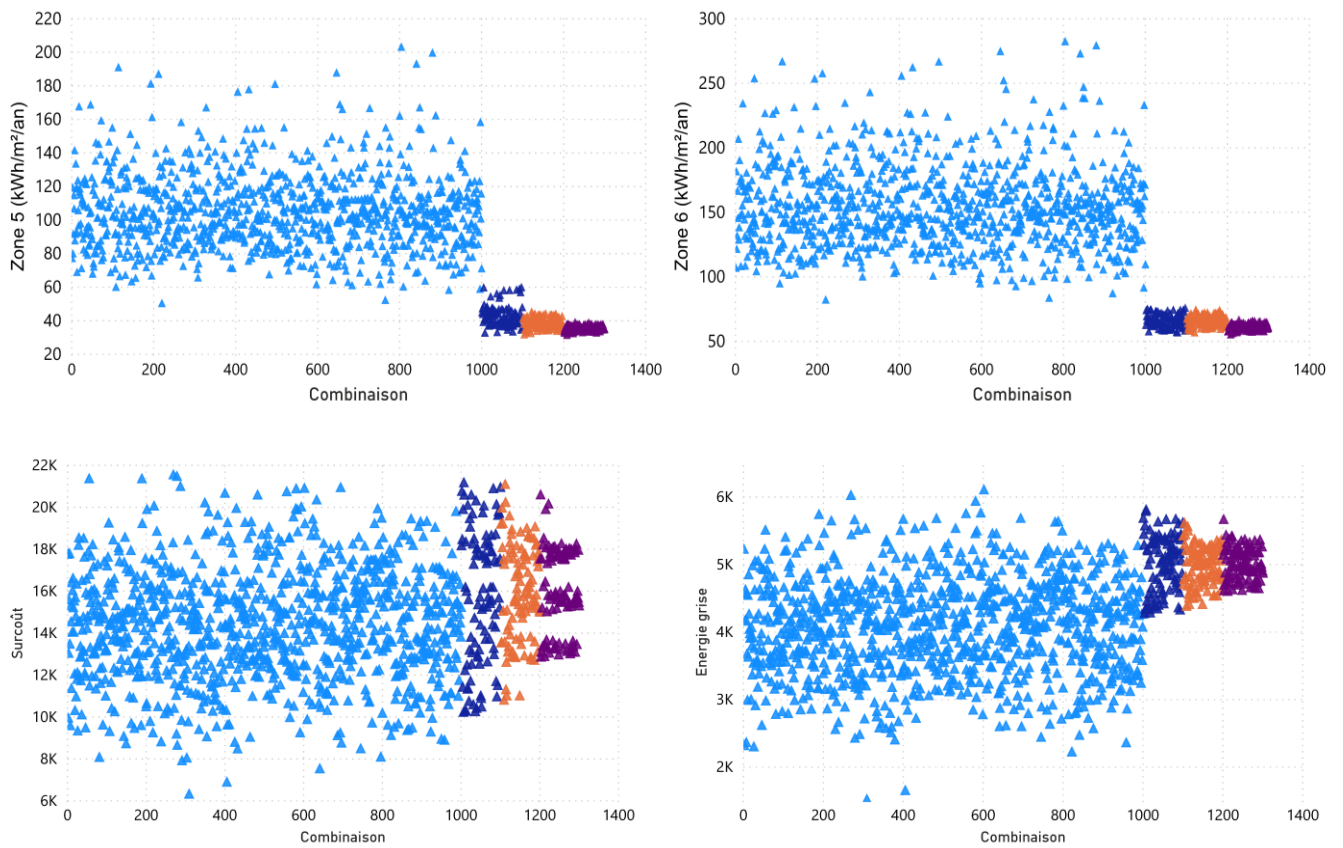 220
200
180
160
140
120
100
80
60
40
20
Zone 5 (kWh/m²/an)
0 200 400 600 800 1000 1200 1400
Combinaison
300
250
200
150
100
50
Zone 6 (kWh/m²/an)
0 200 400 600 800 1000 1200 1400
Combinaison
22K
20K
18K
16K
14K
12K
10K
8K
6K
Surcoût
0 200 400 600 800 1000 1200 1400
Combinaison
6K
5K
4K
3K
2K
Energie grise
0 200 400 600 800 1000 1200 1400
Combinaison